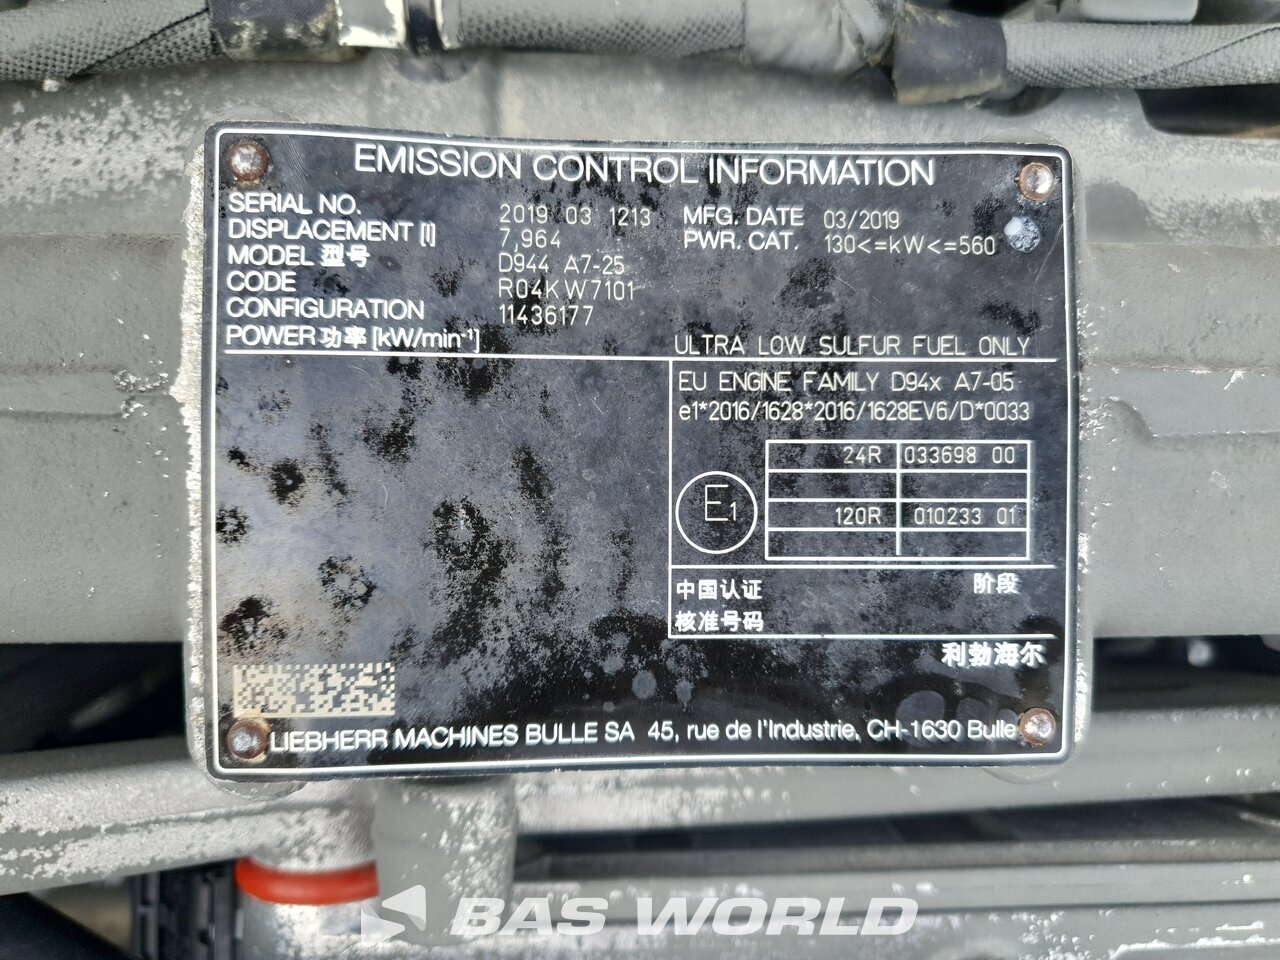 EMISSION CONTROL INFORMATION
SERIAL NO. 2019 03 1213 MFG. DATE 03/2019
DISPLACEMENT [l] 7,964 PWR. CAT. 130<=kW<=560
MODEL 型号 D944 A7-25
CODE R04KW7101
CONFIGURATION 11436177
POWER 功率 [kW/min⁻¹] ULTRA LOW SULFUR FUEL ONLY
EU ENGINE FAMILY D94x A7-05
e1*2016/1628*2016/1628EV6/D*0033
24R 033698 00
E1
120R 010233 01
中国认证 阶段
核准号码
利勃海尔
LIEBHERR MACHINES BULLE SA 45, rue de l'Industrie, CH-1630 Bulle
BAS WORLD